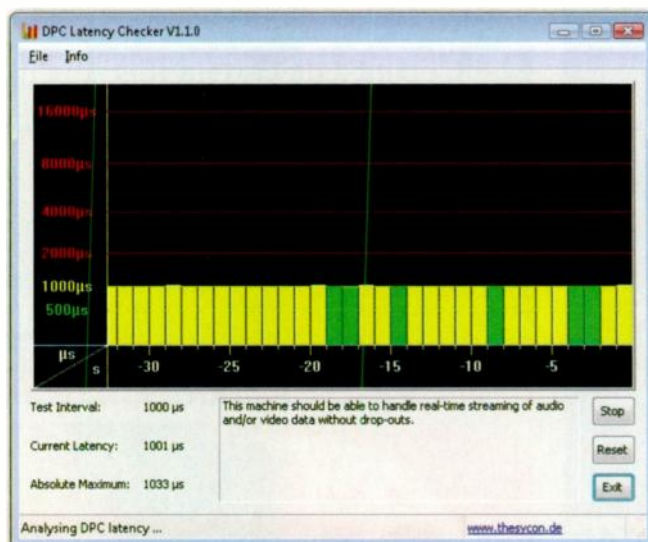 DPC Latency Checker V1.1.0
File Info
16000µs
8000µs
4000µs
2000µs
1000µs
500µs
µs
s
-30 -25 -20 -15 -10 -5
Test Interval: 1000 µs
Current Latency: 1001 µs
Absolute Maximum: 1033 µs
This machine should be able to handle real-time streaming of audio
and/or video data without drop-outs.
Stop
Reset
Exit
Analysing DPC latency ...
www.thesycon.de